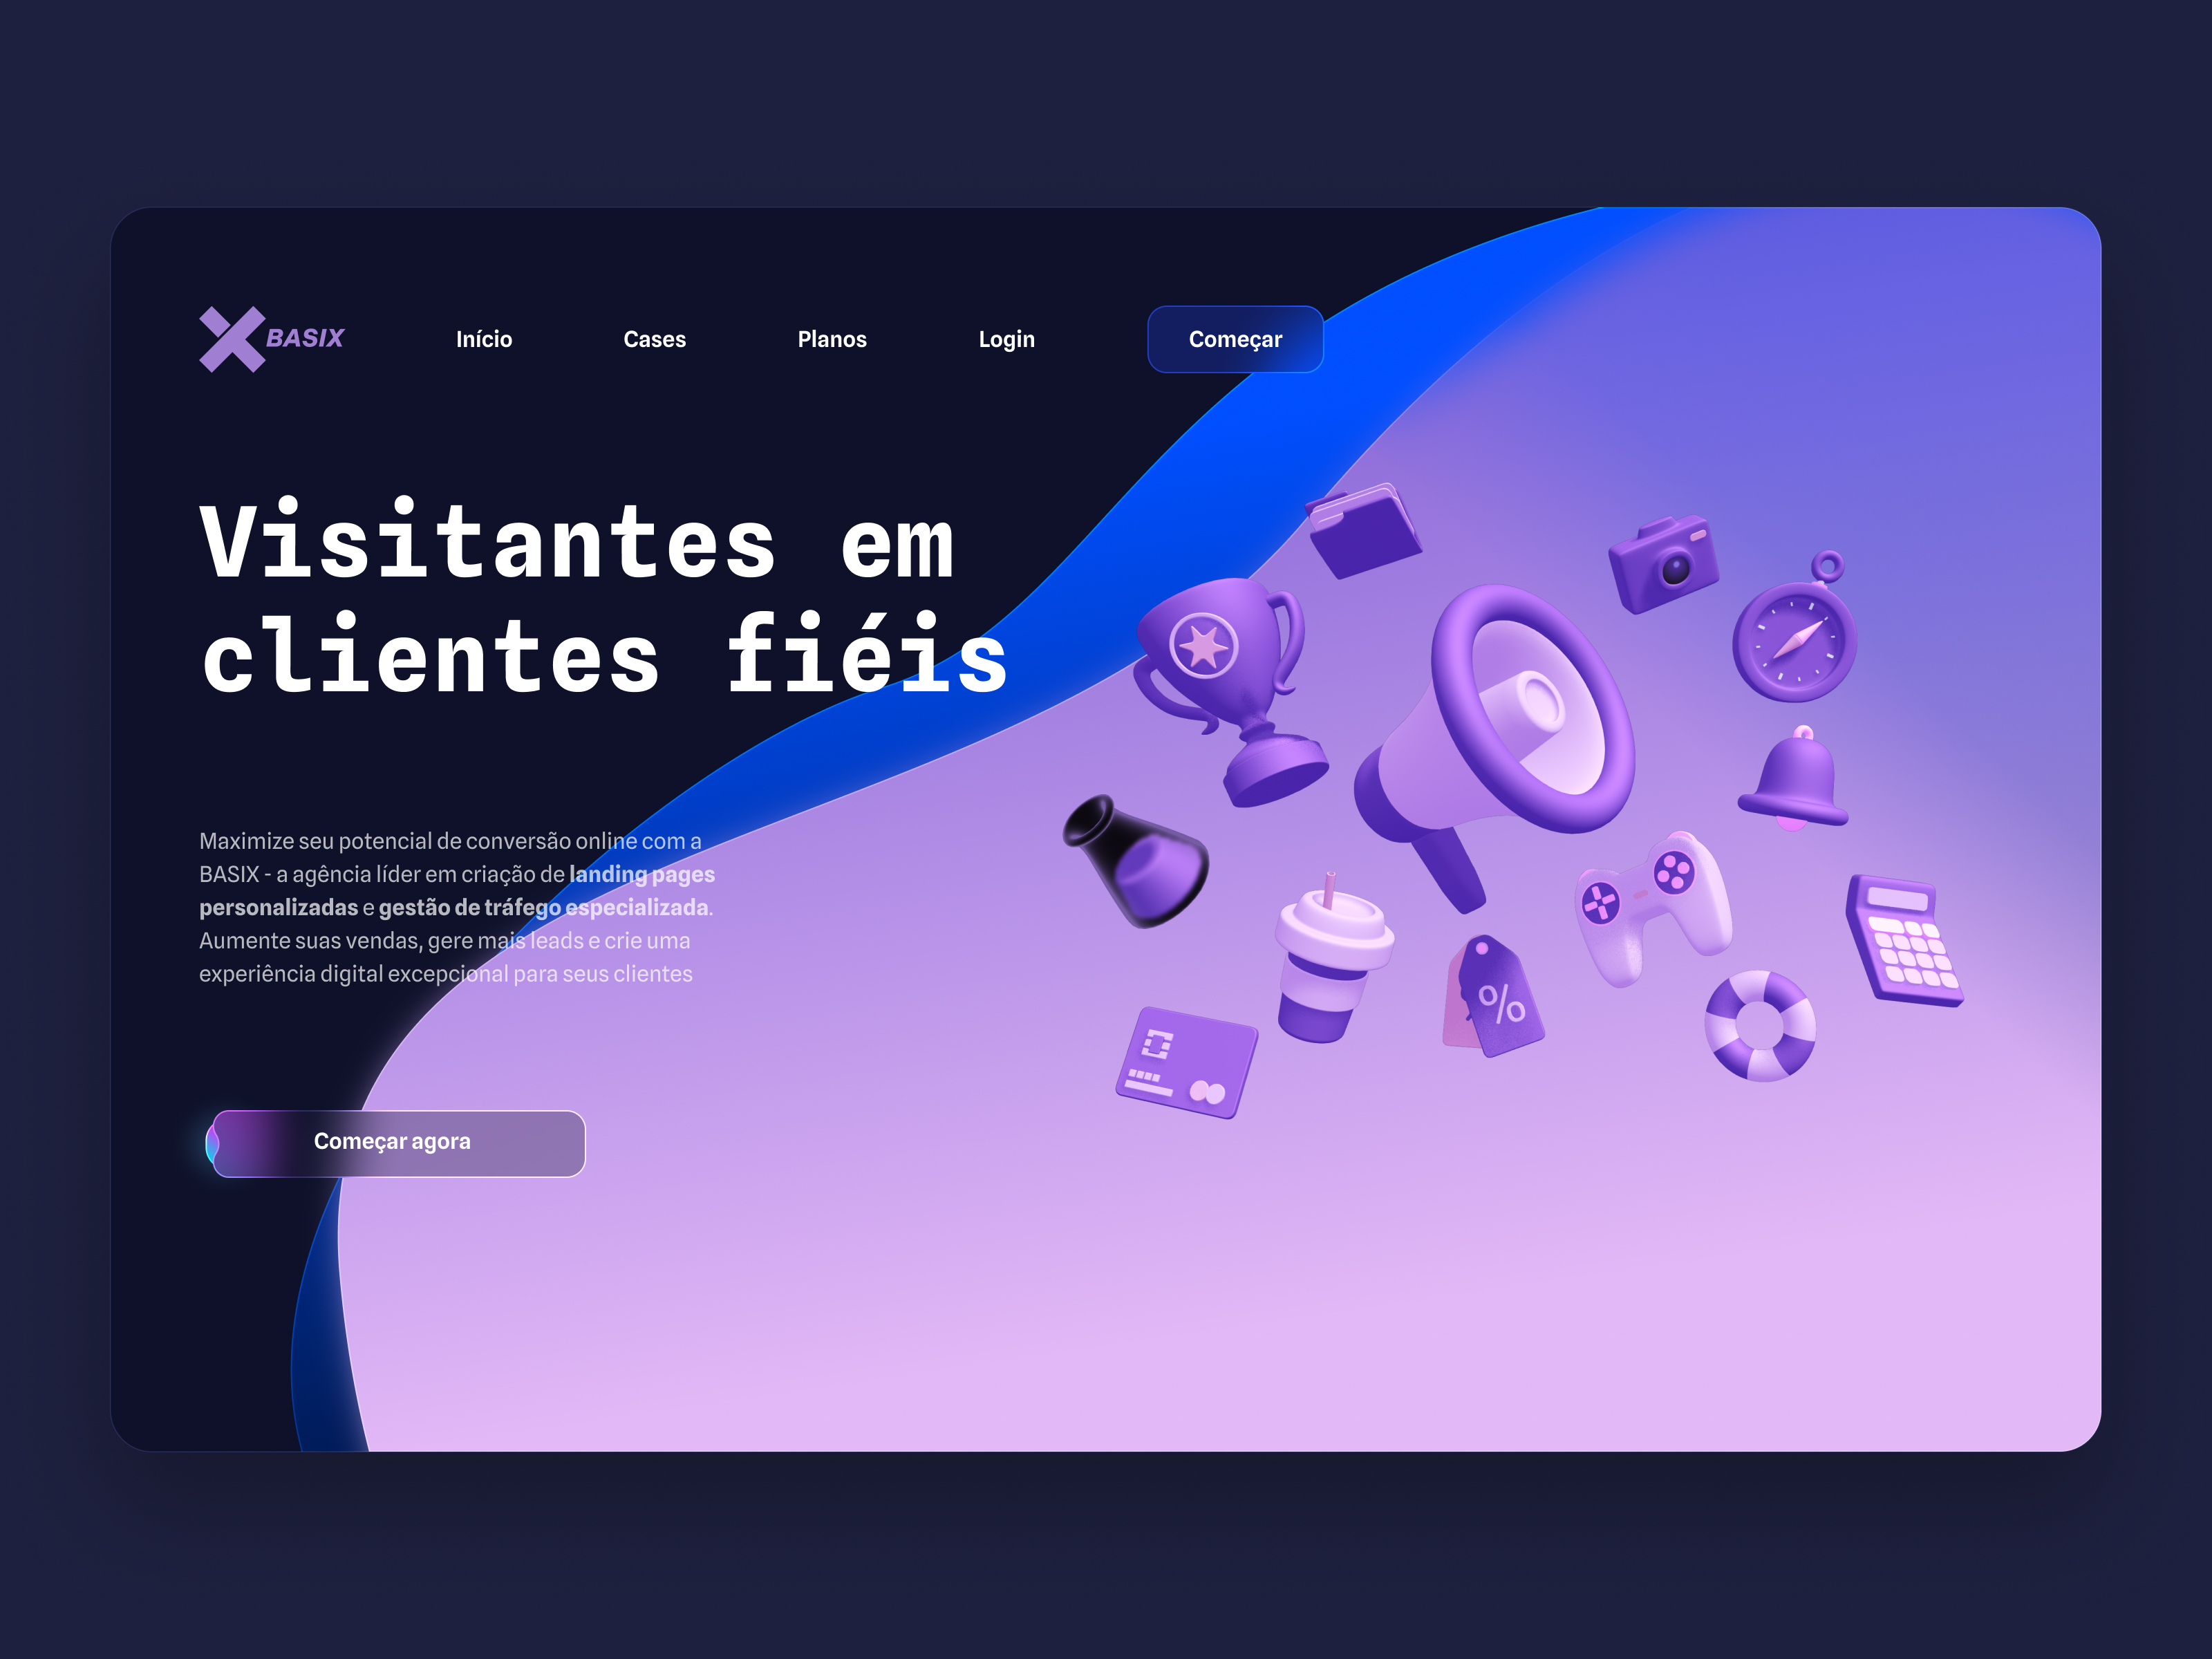 BASIX
Início
Cases
Planos
Login
Começar
Visitantes em
clientes fiéis
Maximize seu potencial de conversão online com a
BASIX - a agência líder em criação de landing pages
personalizadas e gestão de tráfego especializada.
Aumente suas vendas, gere mais leads e crie uma
experiência digital excepcional para seus clientes
Começar agora
%